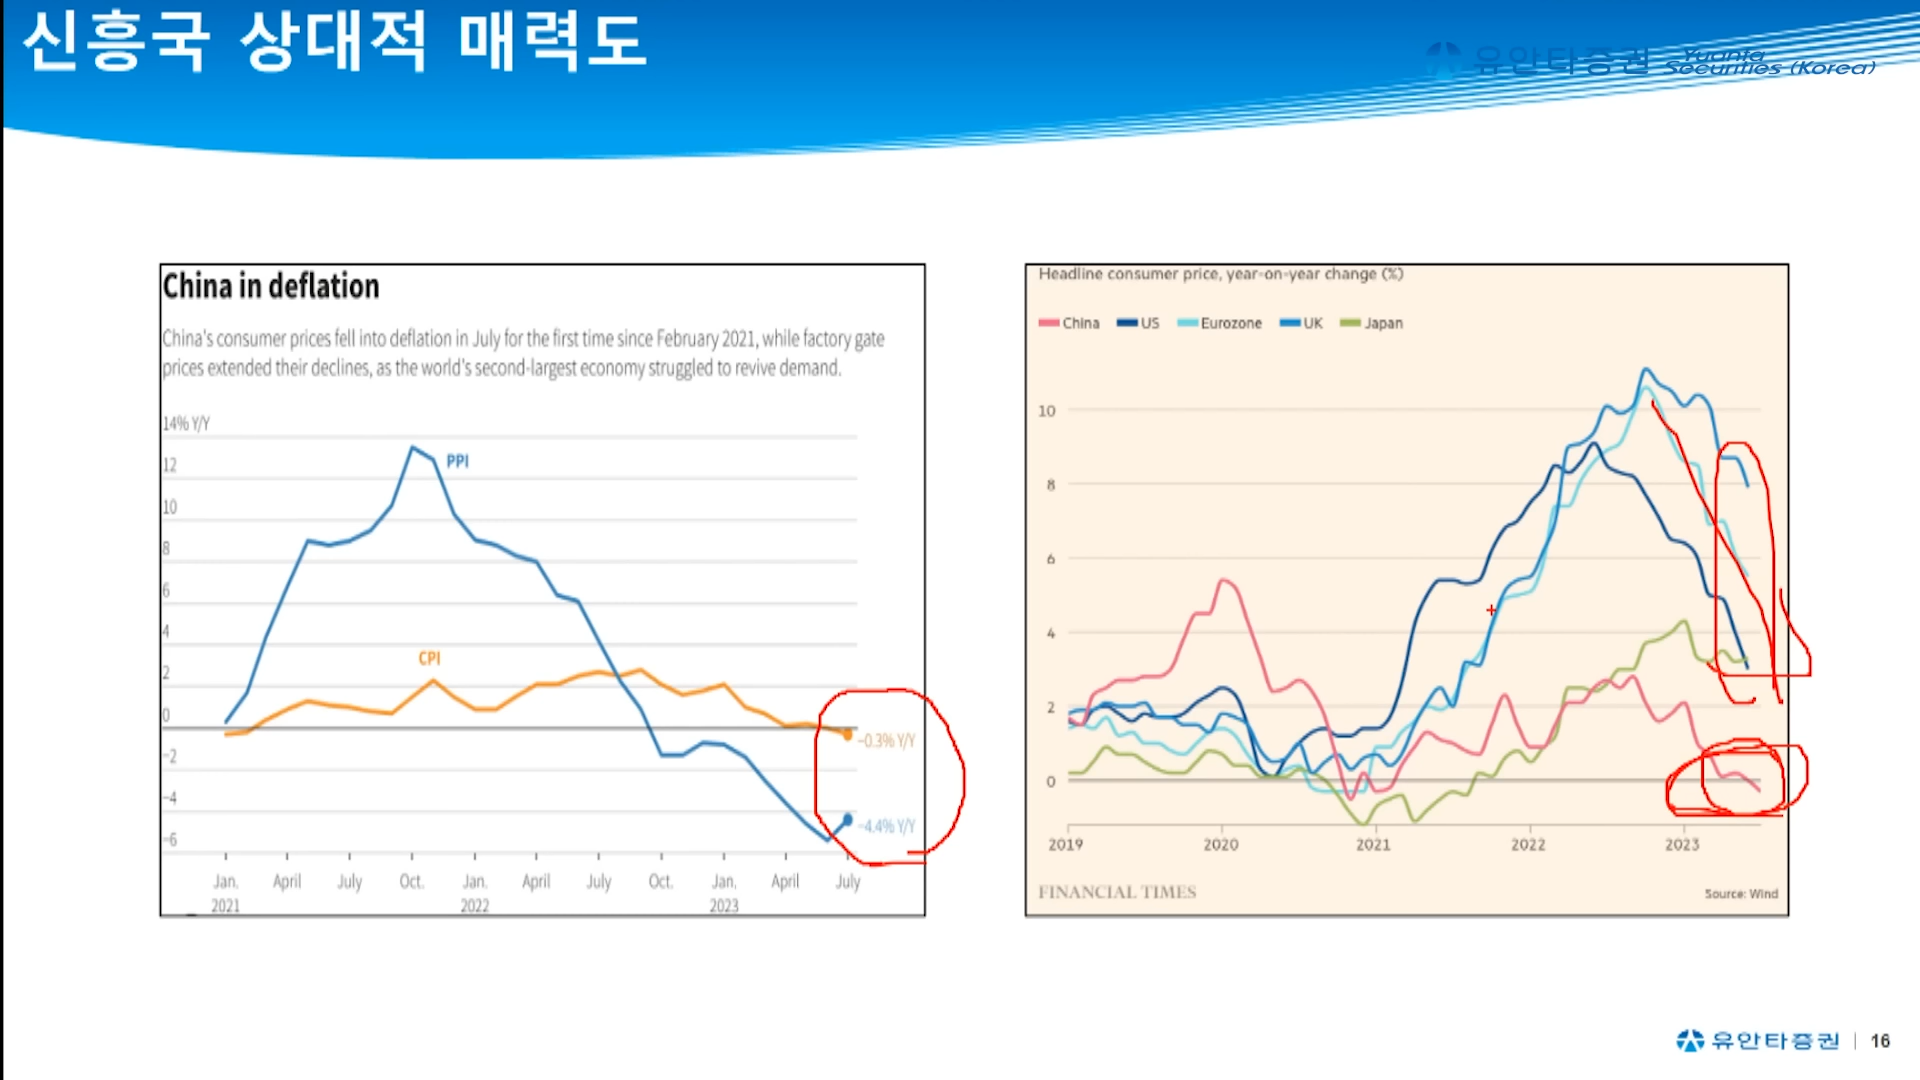 신흥국 상대적 매력도
유안타증권 Yuanta Securities (Korea)
China in deflation
China's consumer prices fell into deflation in July for the first time since February 2021, while factory gate
prices extended their declines, as the world's second-largest economy struggled to revive demand.
14% Y/Y
12
10
8
6
4
2
0
-2
-4
-6
PPI
CPI
-0.3% Y/Y
-4.4% Y/Y
Jan. April July Oct. Jan. April July Oct. Jan. April July
2021 2022 2023
Headline consumer price, year-on-year change (%)
China US Eurozone UK Japan
10
8
6
4
2
0
2019 2020 2021 2022 2023
FINANCIAL TIMES
Source: Wind
유안타증권 | 16